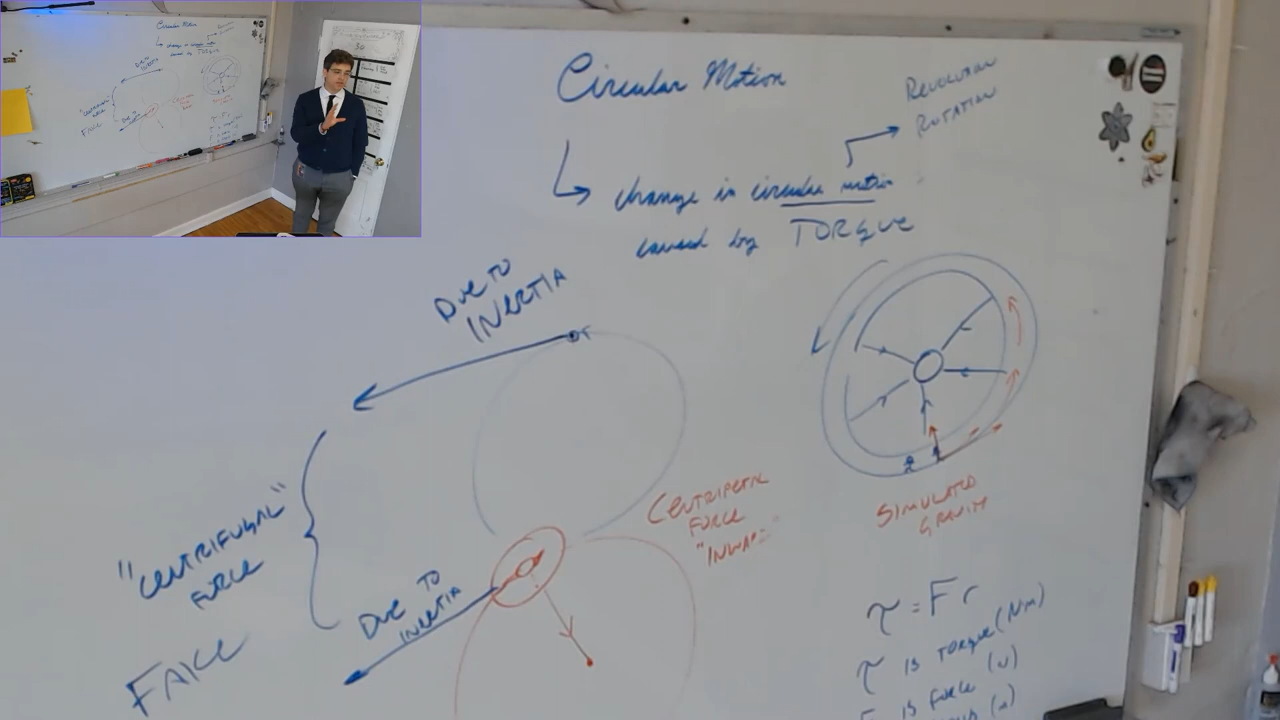 Circular Motion
REVOLUTION
ROTATION
change in circular motion
caused by TORQUE
DUE TO
INERTIA
"CENTRIFUGAL"
FORCE
FAKE
DUE TO
INERTIA
CENTRIPETAL
FORCE
SIMULATED
GRAVITY
τ = Fr
τ IS TORQUE (Nm)
F IS FORCE (N)